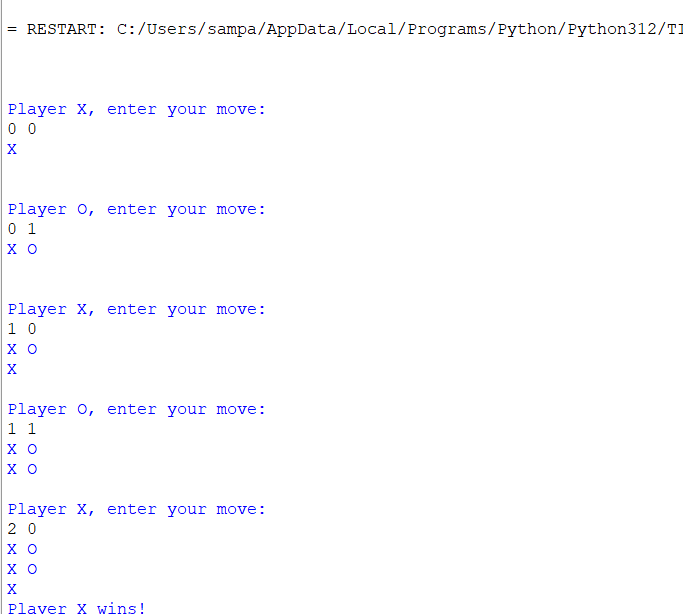 = RESTART: C:/Users/sampa/AppData/Local/Programs/Python/Python312/TI
Player X, enter your move:
0 0
X
Player O, enter your move:
0 1
X O
Player X, enter your move:
1 0
X O
X
Player O, enter your move:
1 1
X O
X O
Player X, enter your move:
2 0
X O
X O
X
Player X wins!